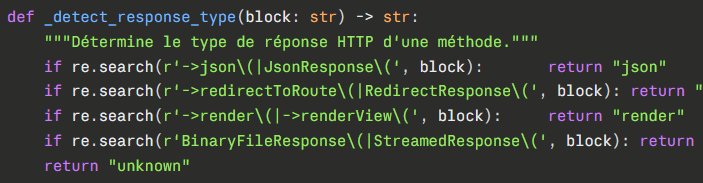 def _detect_response_type(block: str) -> str:
    """Détermine le type de réponse HTTP d'une méthode."""
    if re.search(r'->json\(|JsonResponse\(', block):       return "json"
    if re.search(r'->redirectToRoute\(|RedirectResponse\(', block): return "
    if re.search(r'->render\(|->renderView\(', block):     return "render"
    if re.search(r'BinaryFileResponse\(|StreamedResponse\(', block): return
    return "unknown"